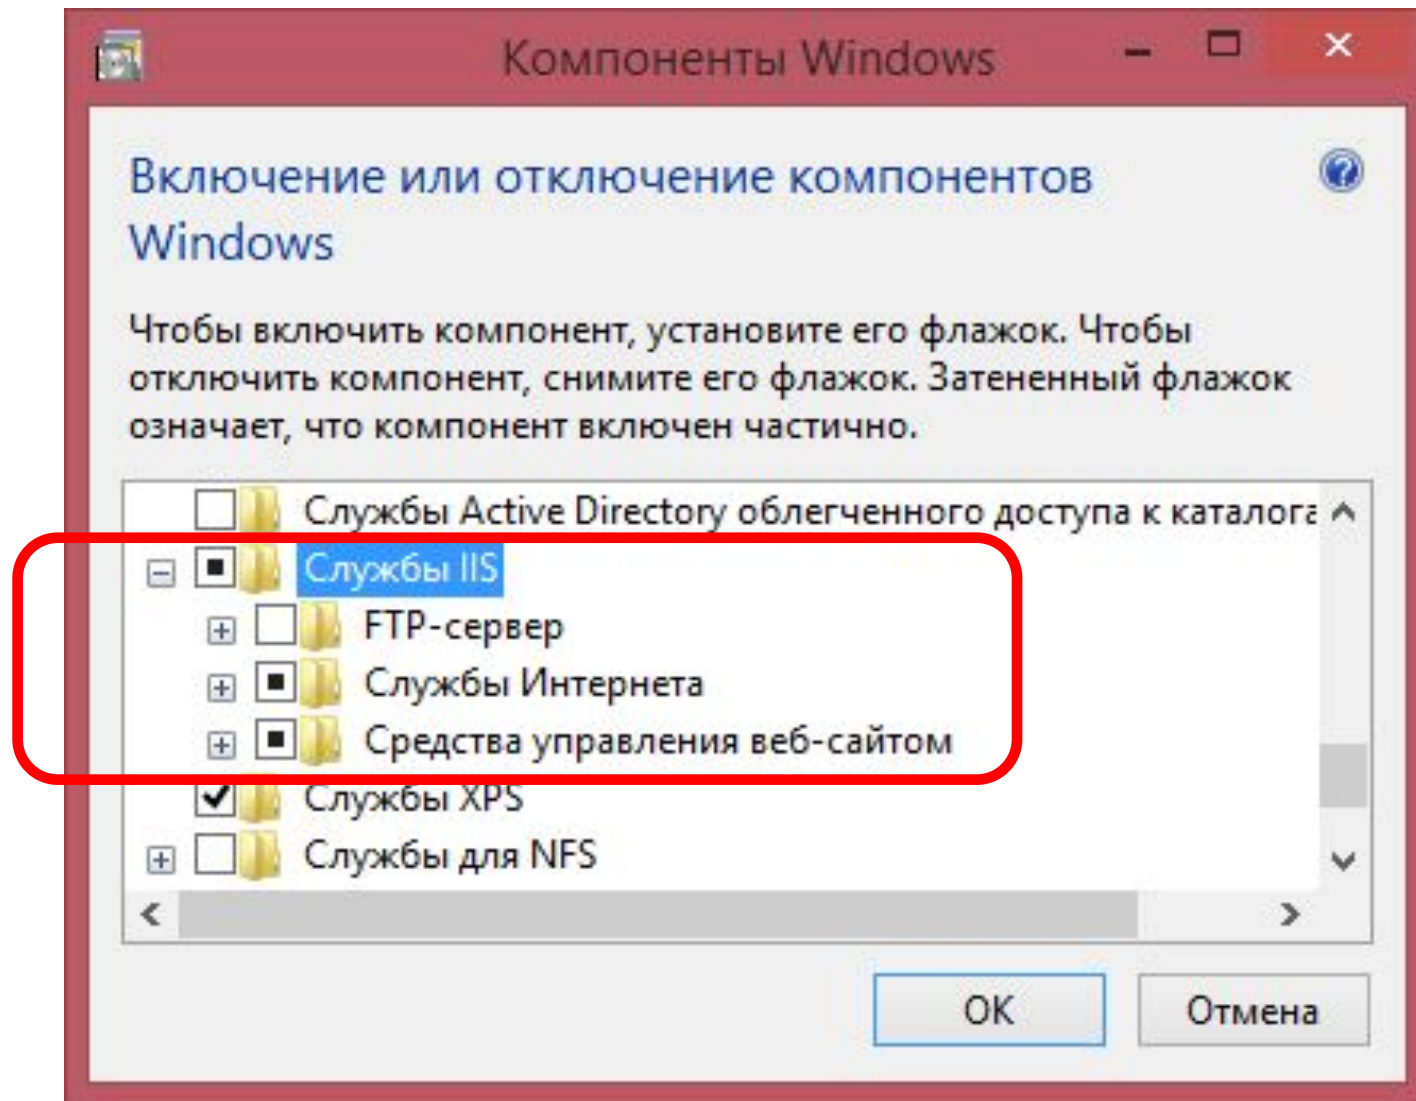 Компоненты Windows
Включение или отключение компонентов
Windows
Чтобы включить компонент, установите его флажок. Чтобы
отключить компонент, снимите его флажок. Затененный флажок
означает, что компонент включен частично.
Службы Active Directory облегченного доступа к каталога
Службы IIS
FTP-сервер
Службы Интернета
Средства управления веб-сайтом
Службы XPS
Службы для NFS
OK
Отмена